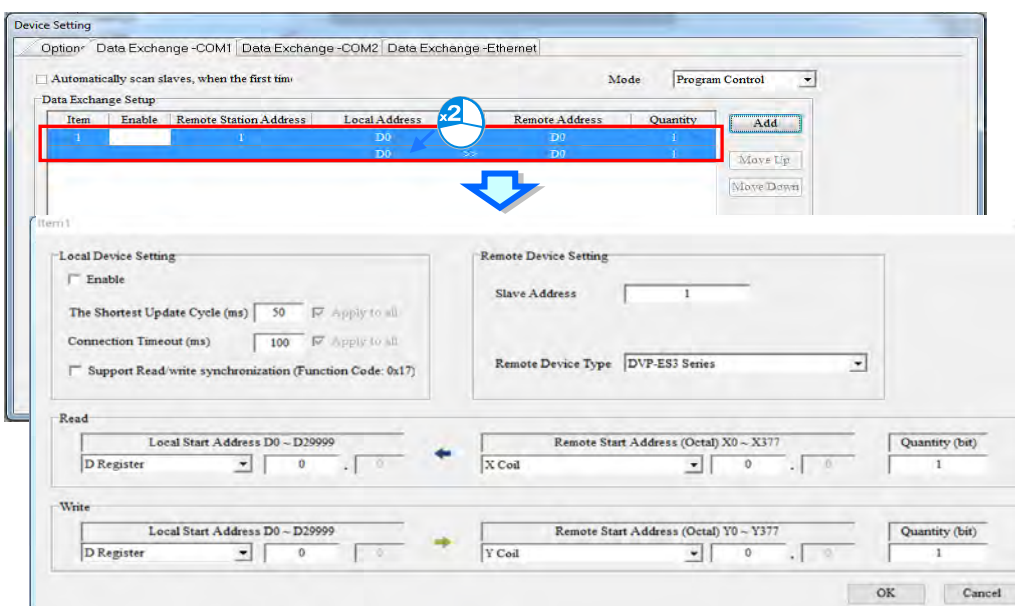 Device Setting
Option Data Exchange -COM1 Data Exchange -COM2 Data Exchange -Ethernet
Automatically scan slaves, when the first tim Mode Program Control
Data Exchange Setup
Item Enable Remote Station Address Local Address Remote Address Quantity Add
1 1 D0 D0 1
D0 >> D0 1
x2
Move Up
Move Down
Item1
Local Device Setting Remote Device Setting
Enable
Slave Address 1
The Shortest Update Cycle (ms) 50 Apply to all
Connection Timeout (ms) 100 Apply to all
Remote Device Type DVP-ES3 Series
Support Read/write synchronization (Function Code: 0x17)
Read
Local Start Address D0 ~ D29999 Remote Start Address (Octal) X0 ~ X377 Quantity (bit)
D Register 0 . 0 X Coil 0 . 0 1
Write
Local Start Address D0 ~ D29999 Remote Start Address (Octal) Y0 ~ Y377 Quantity (bit)
D Register 0 0 Y Coil 0 . 0 1
OK Cancel